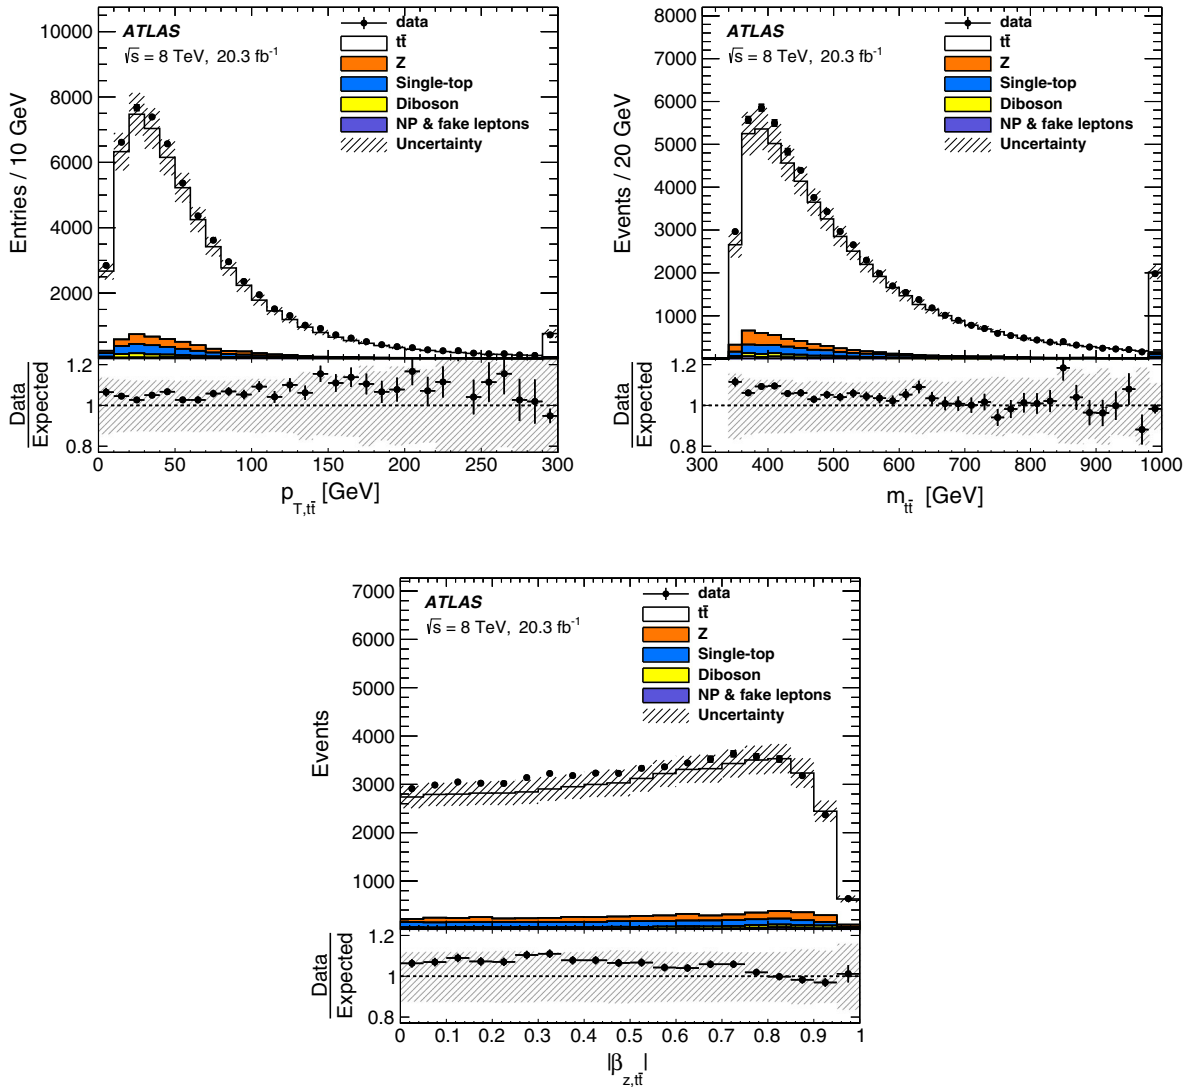 Entries / 10 GeV
10000
8000
6000
4000
2000
ATLAS
√s = 8 TeV, 20.3 fb-1
data
tt̄
Z
Single-top
Diboson
NP & fake leptons
Uncertainty
Data
Expected
1.2
1
0.8
0 50 100 150 200 250 300
pT,tt̄ [GeV]
Events / 20 GeV
8000
7000
6000
5000
4000
3000
2000
1000
ATLAS
√s = 8 TeV, 20.3 fb-1
data
tt̄
Z
Single-top
Diboson
NP & fake leptons
Uncertainty
Data
Expected
1.2
1
0.8
300 400 500 600 700 800 900 1000
mtt̄ [GeV]
Events
7000
6000
5000
4000
3000
2000
1000
ATLAS
√s = 8 TeV, 20.3 fb-1
data
tt̄
Z
Single-top
Diboson
NP & fake leptons
Uncertainty
Data
Expected
1.2
1
0.8
0 0.1 0.2 0.3 0.4 0.5 0.6 0.7 0.8 0.9 1
|βz,tt̄|